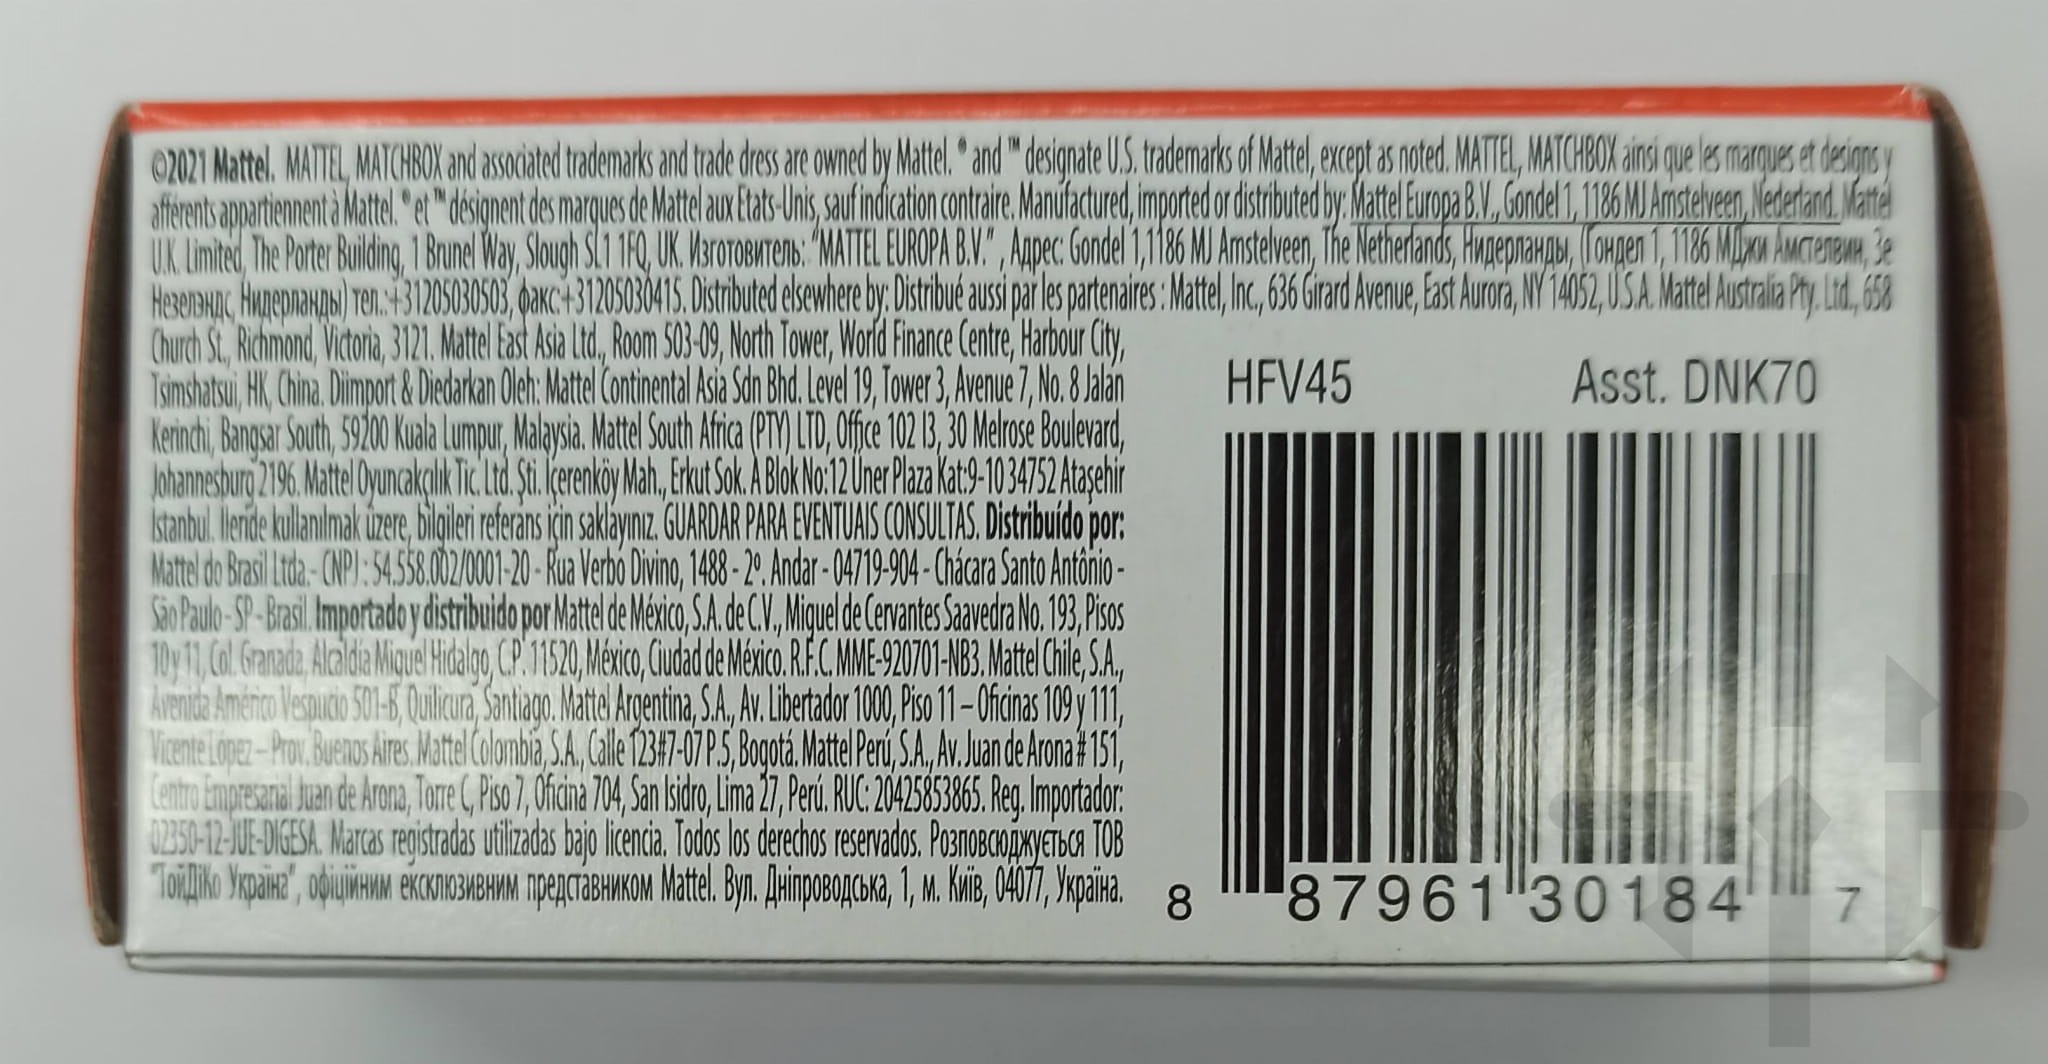 ©2021 Mattel. MATTEL, MATCHBOX and associated trademarks and trade dress are owned by Mattel. ® and ™ designate U.S. trademarks of Mattel, except as noted. MATTEL, MATCHBOX ainsi que les marques et designs y
afférents appartiennent à Mattel. ® et ™ désignent des marques de Mattel aux États-Unis, sauf indication contraire. Manufactured, imported or distributed by: Mattel Europa B.V., Gondel 1, 1186 MJ Amstelveen, Nederland. Mattel
U.K. Limited, The Porter Building, 1 Brunel Way, Slough SL1 1FQ, UK. Изготовитель: "MATTEL EUROPA B.V." , Адрес: Gondel 1,1186 MJ Amstelveen, The Netherlands, Нидерланды, (Гондел 1, 1186 МДжи Амстелвин, Зе
Незелэндс, Нидерланды) тел.:+31205030503, факс:+31205030415. Distributed elsewhere by: Distribué aussi par les partenaires : Mattel, Inc., 636 Girard Avenue, East Aurora, NY 14052, U.S.A. Mattel Australia Pty. Ltd., 658
Church St., Richmond, Victoria, 3121. Mattel East Asia Ltd., Room 503-09, North Tower, World Finance Centre, Harbour City,
Tsimshatsui, HK, China. Diimport & Diedarkan Oleh: Mattel Continental Asia Sdn Bhd. Level 19, Tower 3, Avenue 7, No. 8 Jalan
Kerinchi, Bangsar South, 59200 Kuala Lumpur, Malaysia. Mattel South Africa (PTY) LTD, Office 102 I3, 30 Melrose Boulevard,
Johannesburg 2196. Mattel Oyuncakçılık Tic. Ltd. Şti. İçerenköy Mah., Erkut Sok. A Blok No:12 Üner Plaza Kat:9-10 34752 Ataşehir
İstanbul. İleride kullanılmak üzere, bilgileri referans için saklayınız. GUARDAR PARA EVENTUAIS CONSULTAS. Distribuído por:
Mattel do Brasil Ltda.- CNPJ : 54.558.002/0001-20 - Rua Verbo Divino, 1488 - 2º. Andar - 04719-904 - Chácara Santo Antônio -
São Paulo - SP - Brasil. Importado y distribuido por Mattel de México, S.A. de C.V., Miguel de Cervantes Saavedra No. 193, Pisos
10 y 11, Col. Granada, Alcaldía Miguel Hidalgo, C.P. 11520, México, Ciudad de México. R.F.C. MME-920701-NB3. Mattel Chile, S.A.,
Avenida Américo Vespucio 501-B, Quilicura, Santiago. Mattel Argentina, S.A., Av. Libertador 1000, Piso 11 – Oficinas 109 y 111,
Vicente López – Prov. Buenos Aires. Mattel Colombia, S.A., Calle 123#7-07 P.5, Bogotá. Mattel Perú, S.A., Av. Juan de Arona # 151,
Centro Empresarial Juan de Arona, Torre C, Piso 7, Oficina 704, San Isidro, Lima 27, Perú. RUC: 20425853865. Reg. Importador:
02350-12-JUE-DIGESA. Marcas registradas utilizadas bajo licencia. Todos los derechos reservados. Розповсюджується ТОВ
"ТойДіКо Україна", офіційним ексклюзивним представником Mattel. Вул. Дніпроводська, 1, м. Київ, 04077, Україна.
HFV45 Asst. DNK70
8 87961 30184 7